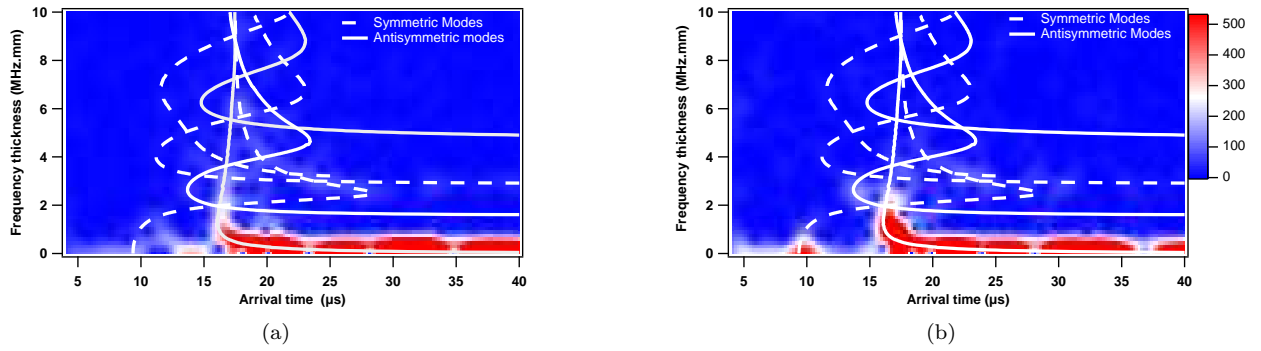 10
8
6
4
2
0
Frequency thickness (MHz.mm)
Symmetric Modes
Antisymmetric modes
5 10 15 20 25 30 35 40
Arrival time (µs)
(a)
10
8
6
4
2
0
Frequency thickness (MHz.mm)
Symmetric Modes
Antisymmetric Modes
5 10 15 20 25 30 35 40
Arrival time (µs)
500
400
300
200
100
0
(b)